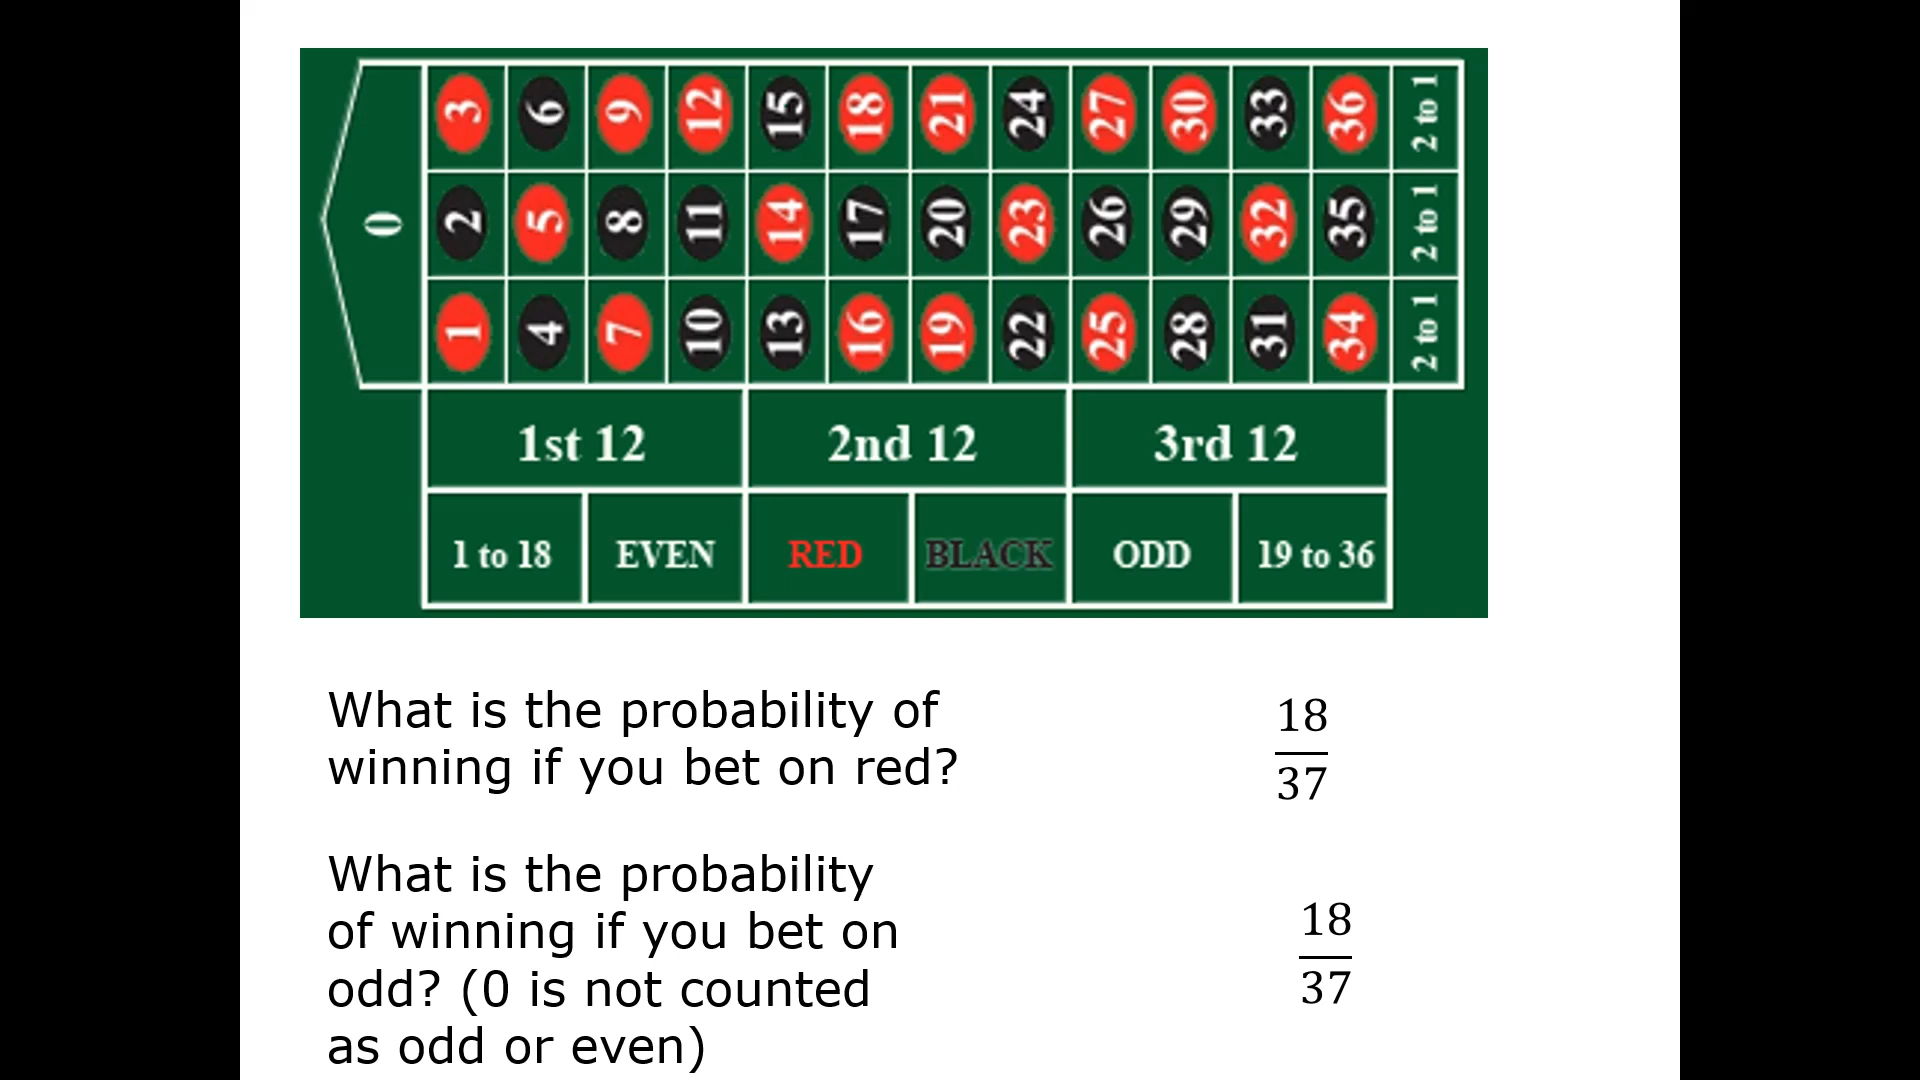 3 6 9 12 15 18 21 24 27 30 33 36 2 to 1
0 2 5 8 11 14 17 20 23 26 29 32 35 2 to 1
1 4 7 10 13 16 19 22 25 28 31 34 2 to 1
1st 12 2nd 12 3rd 12
1 to 18 EVEN RED BLACK ODD 19 to 36
What is the probability of
winning if you bet on red?
18
37
What is the probability
of winning if you bet on
odd? (0 is not counted
as odd or even)
18
37